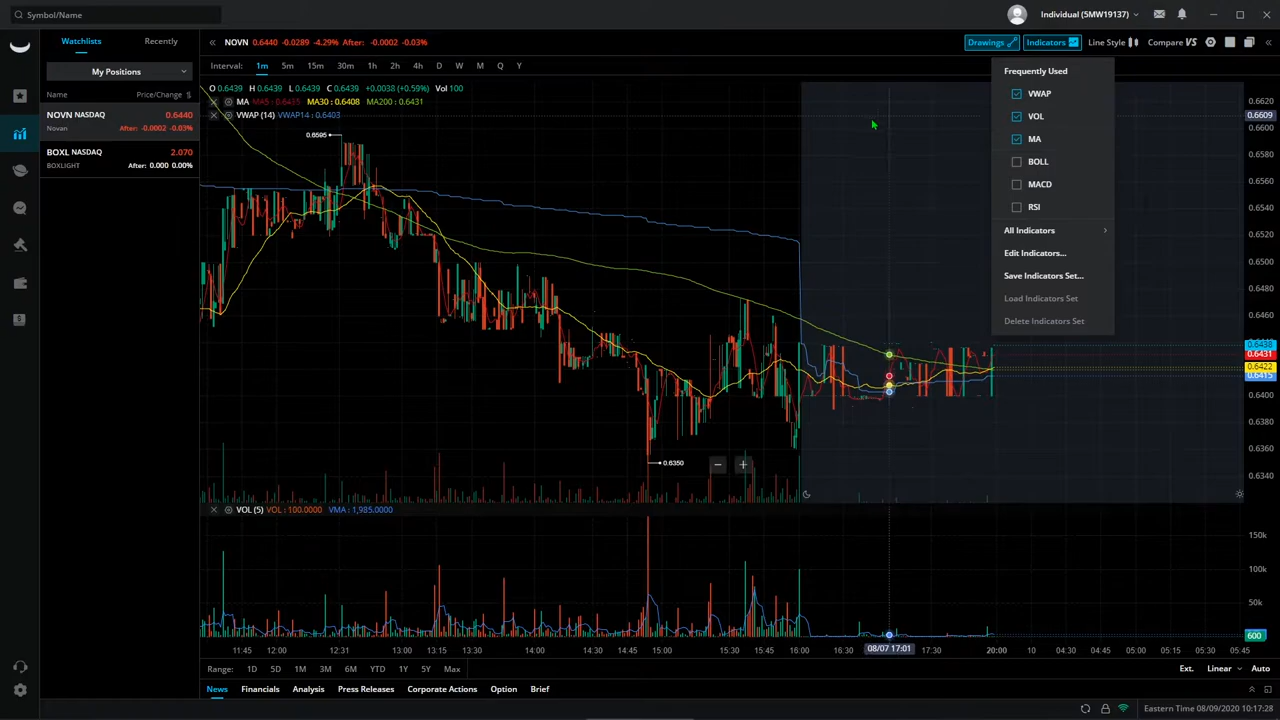 Symbol/Name
Individual (5MW19137)
Watchlists Recently
My Positions
Name Price/Change
NOVN NASDAQ 0.6440
Novan After: -0.0002 -0.03%
BOXL NASDAQ 2.070
BOXLIGHT After: 0.000 0.00%
NOVN 0.6440 -0.0289 -4.29% After: -0.0002 -0.03%
Drawings Indicators Line Style Compare VS
Interval: 1m 5m 15m 30m 1h 2h 4h D W M Q Y
O 0.6439 H 0.6439 L 0.6439 C 0.6439 +0.0038 (+0.59%) Vol 100
MA MA5: 0.6415 MA30: 0.6408 MA200: 0.6431
VWAP (14) VWAP14 : 0.6403
0.6595
0.6350
Frequently Used
VWAP
VOL
MA
BOLL
MACD
RSI
All Indicators
Edit Indicators...
Save Indicators Set...
Load Indicators Set
Delete Indicators Set
0.6620
0.6609
0.6600
0.6580
0.6560
0.6540
0.6520
0.6500
0.6480
0.6460
0.6438
0.6431
0.6422
0.6415
0.6400
0.6380
0.6360
0.6340
VOL (5) VOL : 100.0000 VMA : 1,985.0000
150k
100k
50k
600
11:45 12:00 12:31 13:00 13:30 14:00 14:45 15:00 15:30 15:45 16:00 16:30 08/07 17:01 17:30 20:00 10 04:30 04:45 05:00 05:05 05:30 05:45
Range: 1D 5D 1M 3M 6M YTD 1Y 5Y Max
Ext. Linear Auto
News Financials Analysis Press Releases Corporate Actions Option Brief
Eastern Time 08/09/2020 10:17:28